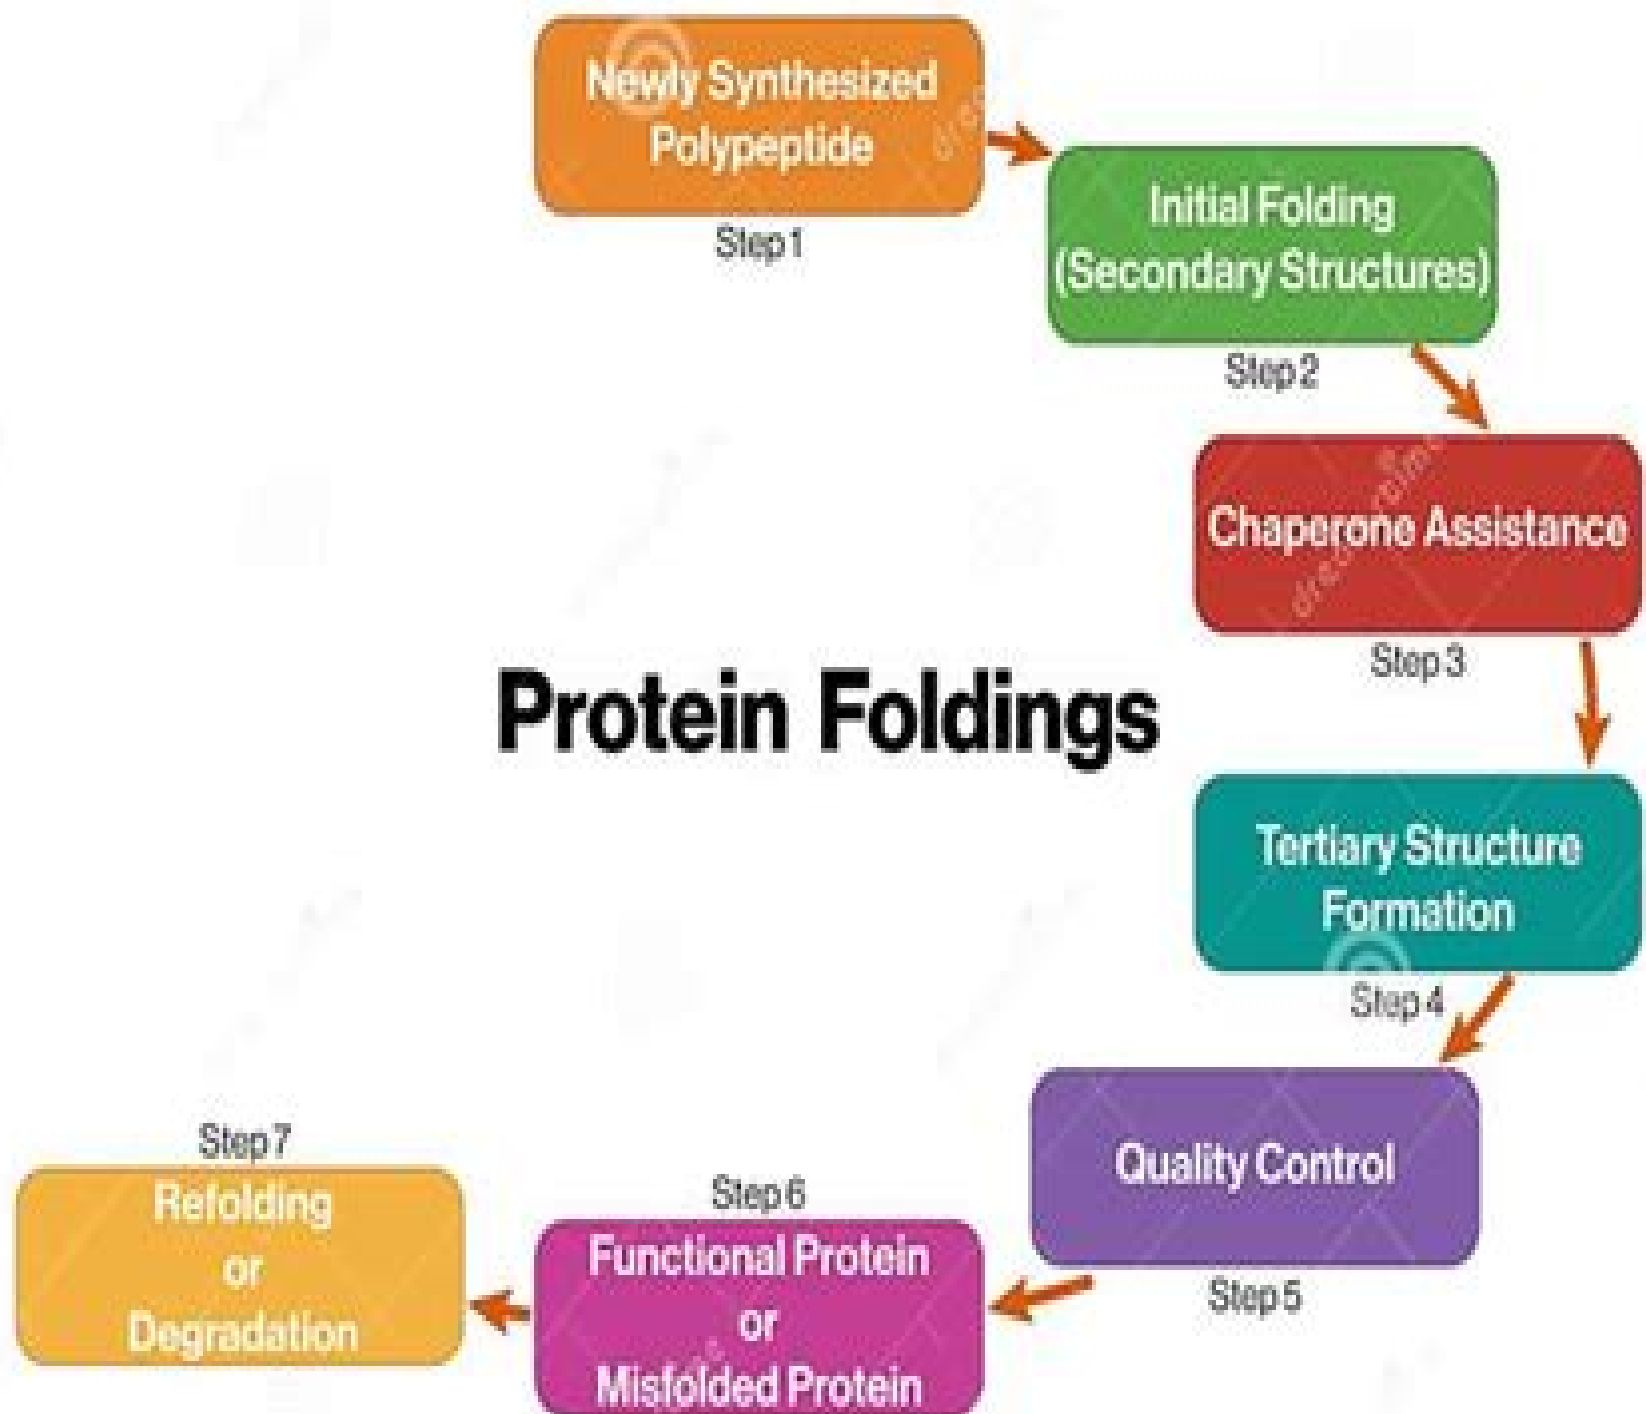 Newly Synthesized
Polypeptide
Step 1
Initial Folding
(Secondary Structures)
Step 2
Chaperone Assistance
Step 3
Protein Foldings
Tertiary Structure
Formation
Step 4
Quality Control
Step 5
Step 6
Functional Protein
or
Misfolded Protein
Step 7
Refolding
or
Degradation